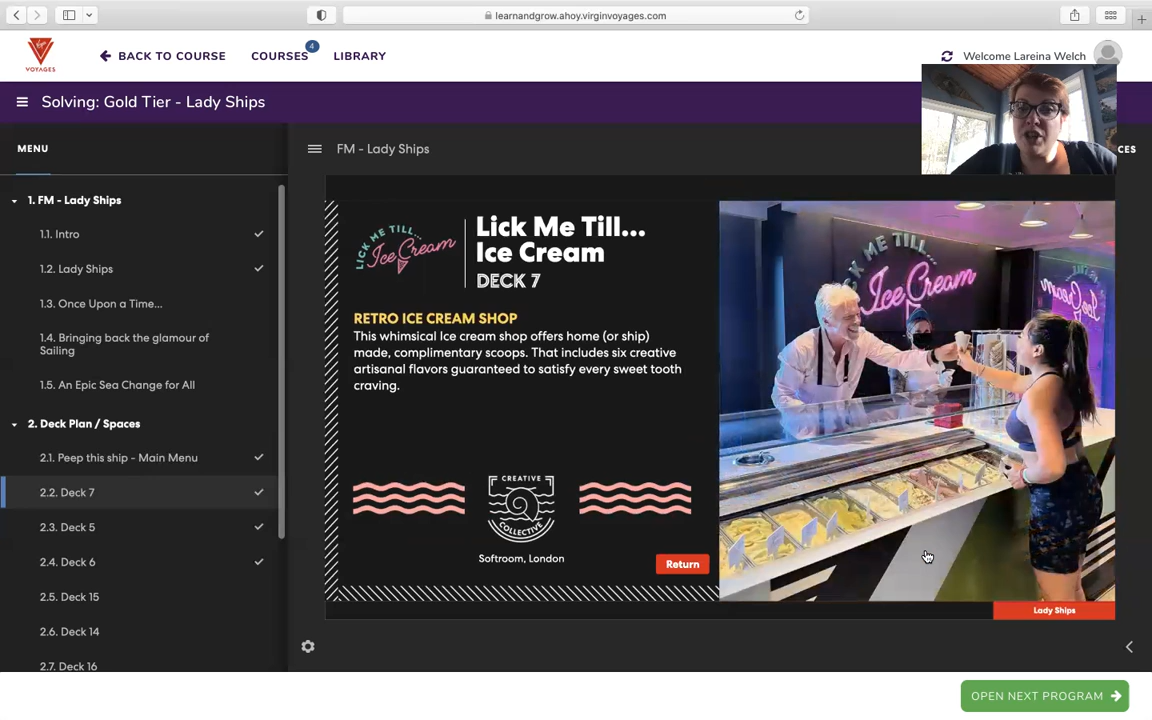 learnandgrow.ahoy.virginvoyages.com
VOYAGES
BACK TO COURSE
COURSES
4
LIBRARY
Welcome Lareina Welch
Solving: Gold Tier - Lady Ships
MENU
FM - Lady Ships
CES
1. FM - Lady Ships
1.1. Intro
1.2. Lady Ships
1.3. Once Upon a Time...
1.4. Bringing back the glamour of
Sailing
1.5. An Epic Sea Change for All
2. Deck Plan / Spaces
2.1. Peep this ship - Main Menu
2.2. Deck 7
2.3. Deck 5
2.4. Deck 6
2.5. Deck 15
2.6. Deck 14
2.7. Deck 16
LICK ME TILL...
Ice Cream
Lick Me Till...
Ice Cream
DECK 7
RETRO ICE CREAM SHOP
This whimsical Ice cream shop offers home (or ship)
made, complimentary scoops. That includes six creative
artisanal flavors guaranteed to satisfy every sweet tooth
craving.
CREATIVE
COLLECTIVE
Softroom, London
Return
LICK ME TILL...
Ice Cream
Ice Cream
Lady Ships
OPEN NEXT PROGRAM